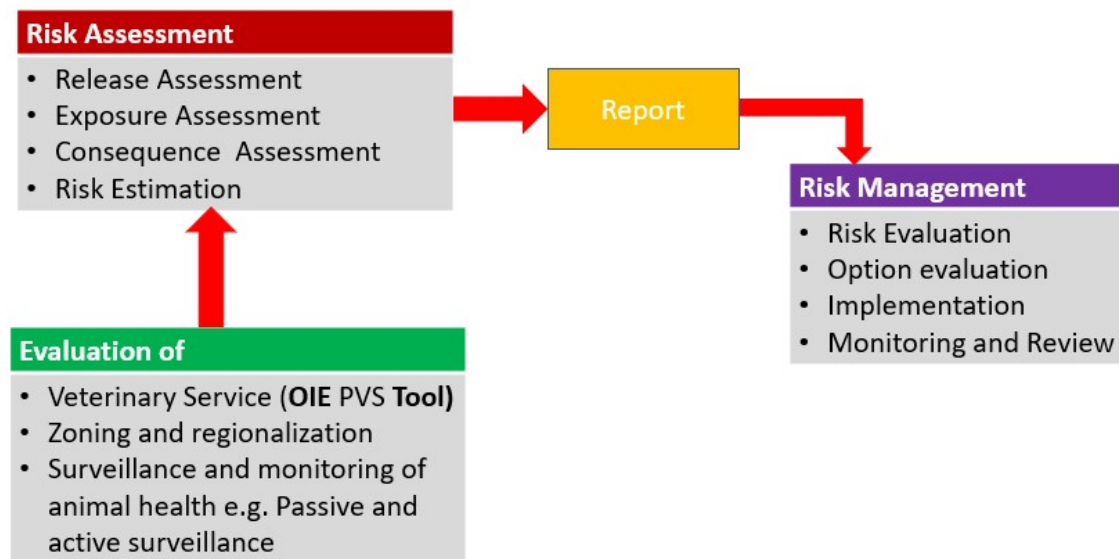 Risk Assessment
• Release Assessment
• Exposure Assessment
• Consequence  Assessment
• Risk Estimation
Report
Risk Management
• Risk Evaluation
• Option evaluation
• Implementation
• Monitoring and Review
Evaluation of
• Veterinary Service (OIE PVS Tool)
• Zoning and regionalization
• Surveillance and monitoring of
animal health e.g. Passive and
active surveillance